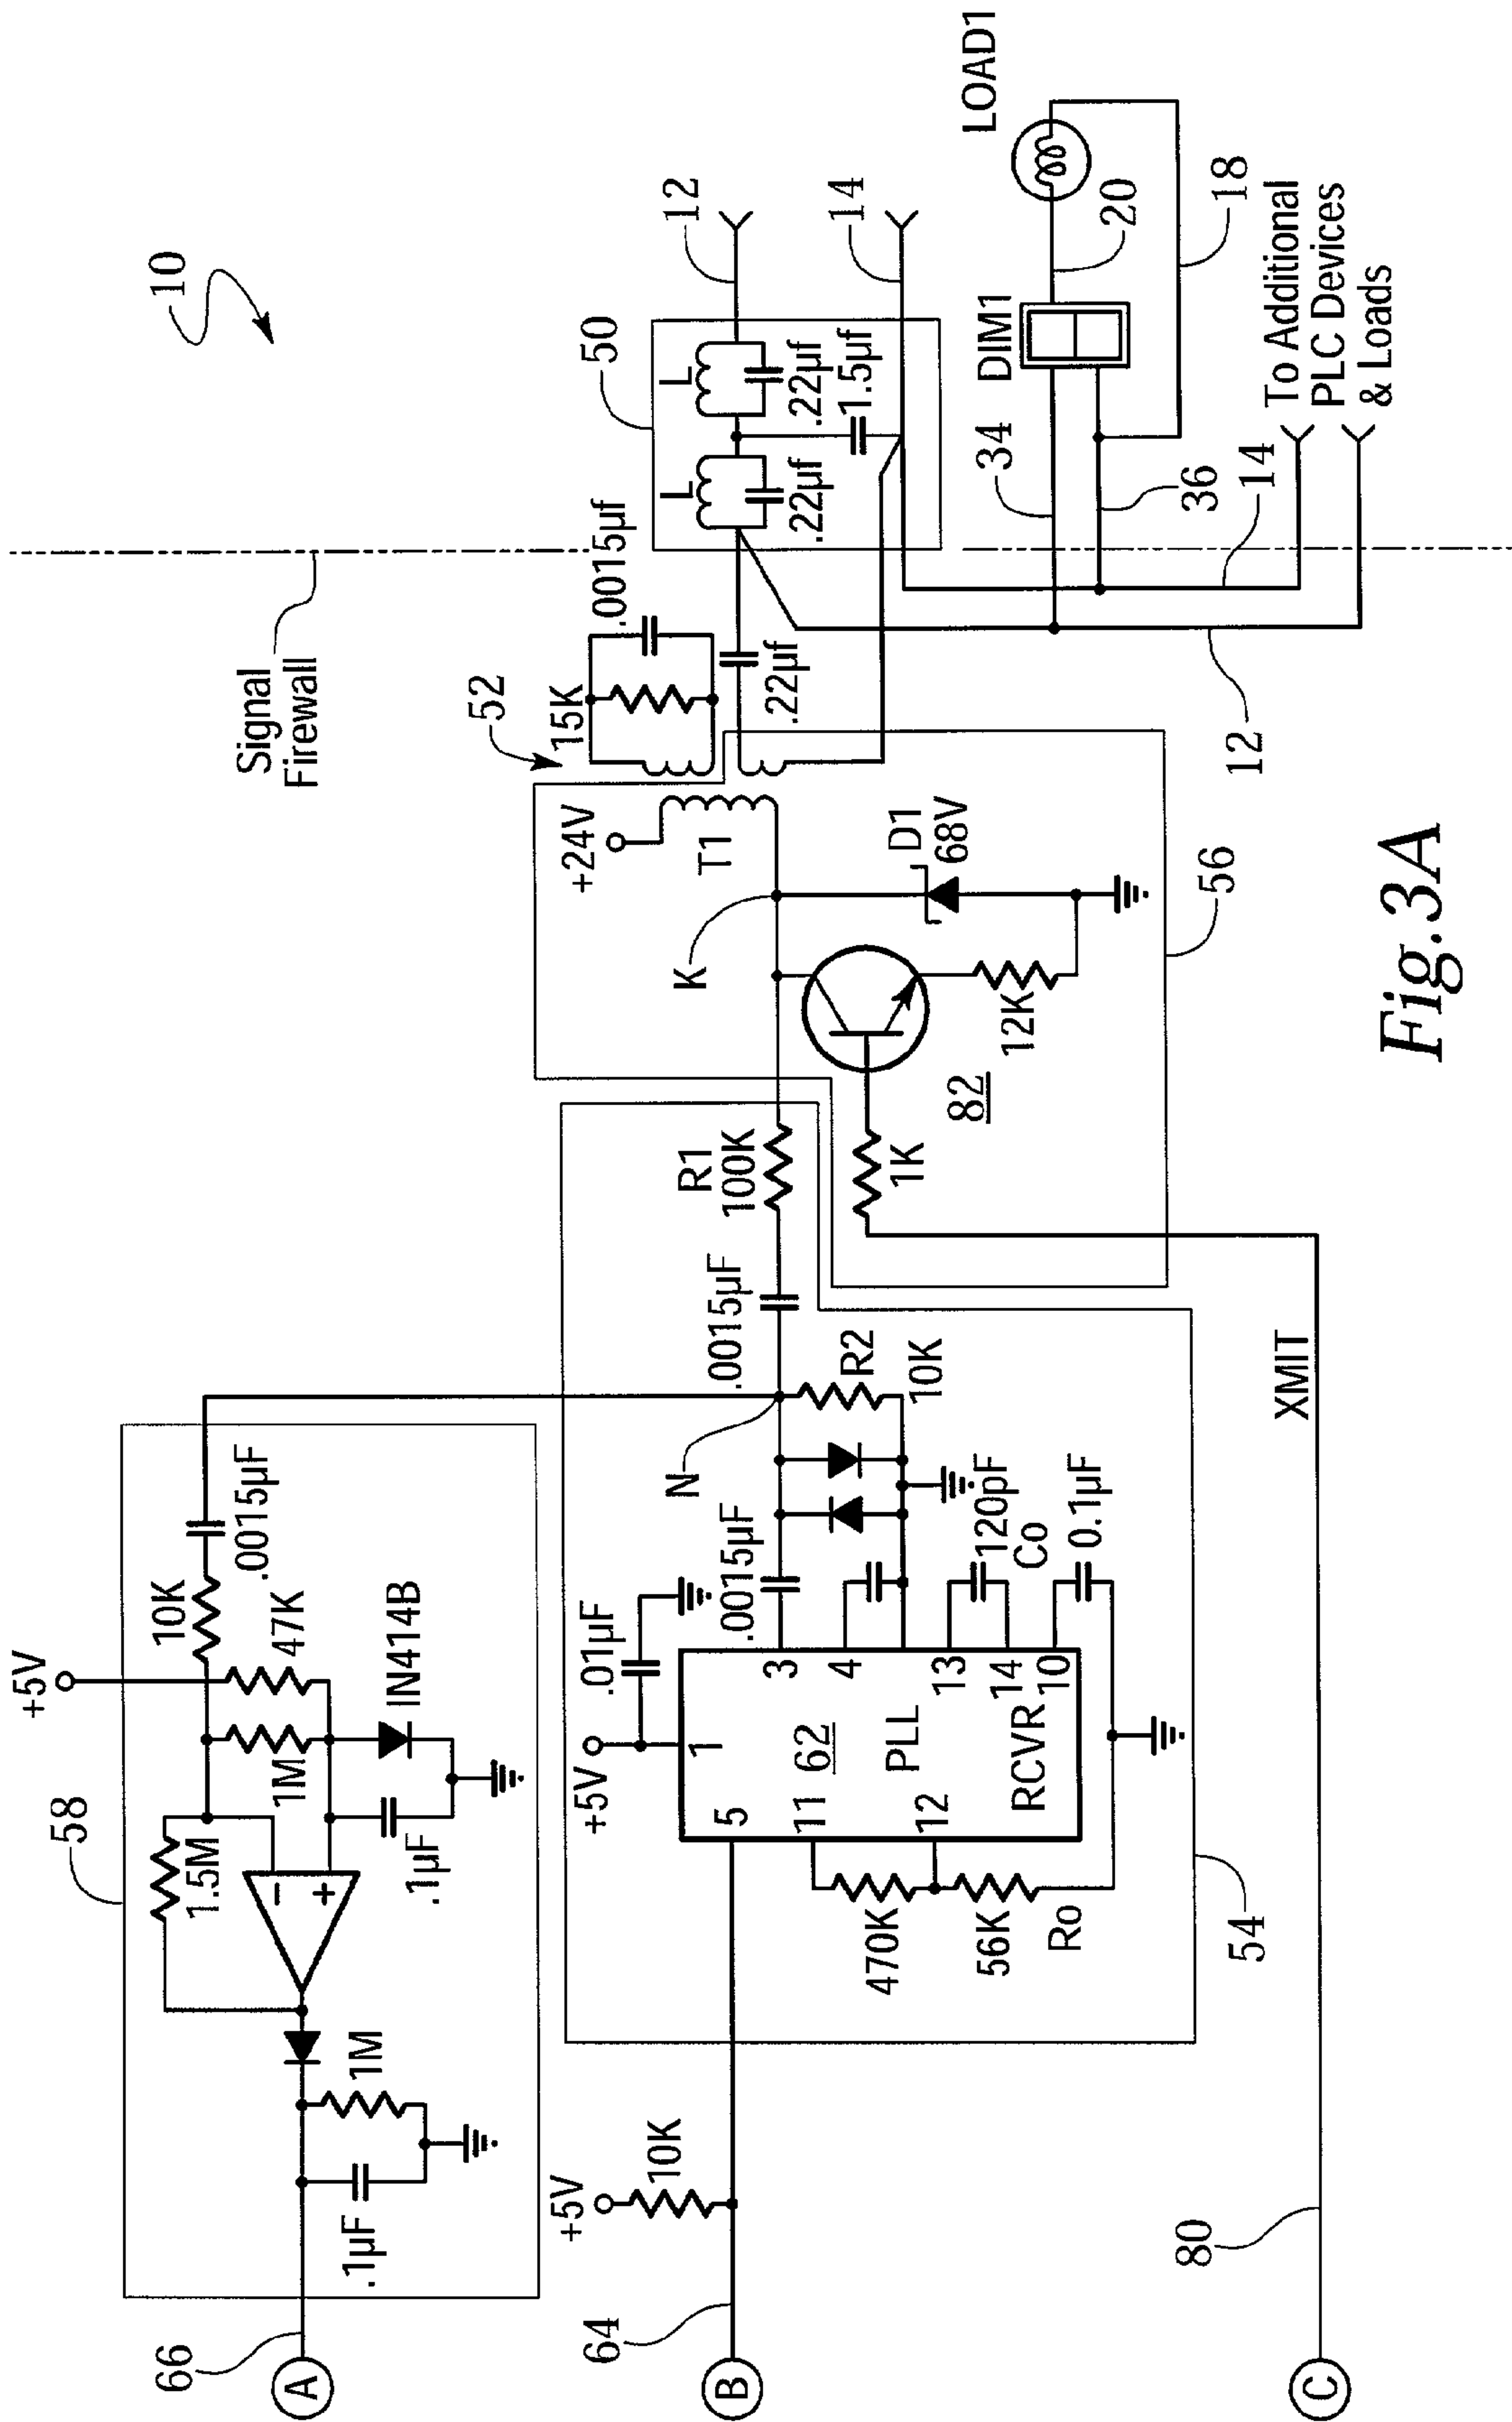 10
Signal
Firewall
50
52
12
14
L
L
.22µf
.22µf
1.5µf
.0015µf
15K
.22µf
LOAD1
DIM1
20
18
34
36
14
12
To Additional
PLC Devices
& Loads
+24V
T1
K
D1
68V
12K
82
1K
56
R1
100K
.0015µF
N
R2
10K
.0015µF
58
+5V
10K
.0015µF
47K
1M
IN414B
1.5M
−
+
.1µF
1M
.1µF
66
A
+5V
.01µF
1
5
3
4
13
14
10
11
12
62
PLL
RCVR
120pF
Co
0.1µF
470K
56K
Ro
54
+5V
10K
64
B
XMIT
80
C
Fig.3A